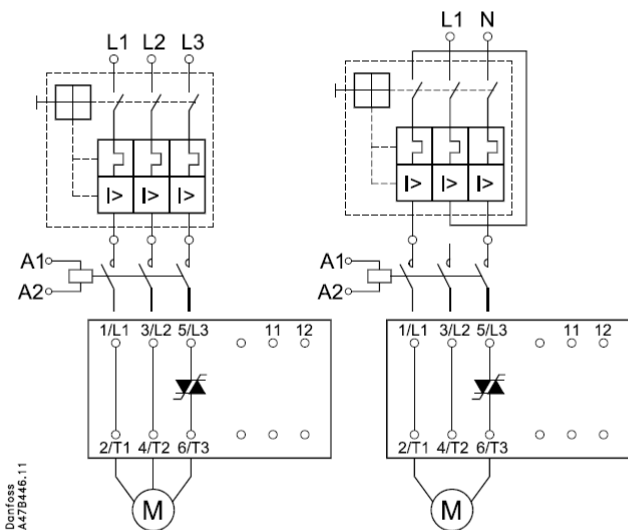 L1 L2 L3
I> I> I>
A1
A2
1/L1 3/L2 5/L3 11 12
2/T1 4/T2 6/T3
M
L1 N
I> I> I>
A1
A2
1/L1 3/L2 5/L3 11 12
2/T1 4/T2 6/T3
M
Danfoss
A47B446.11